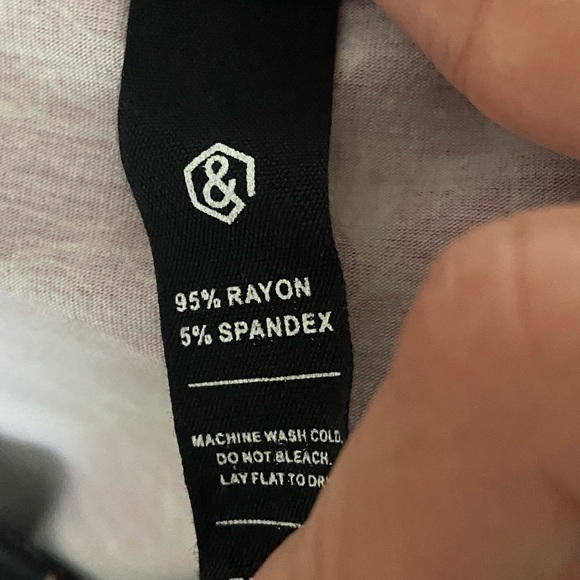 &
95% RAYON
5% SPANDEX
MACHINE WASH COLD.
DO NOT BLEACH.
LAY FLAT TO DR